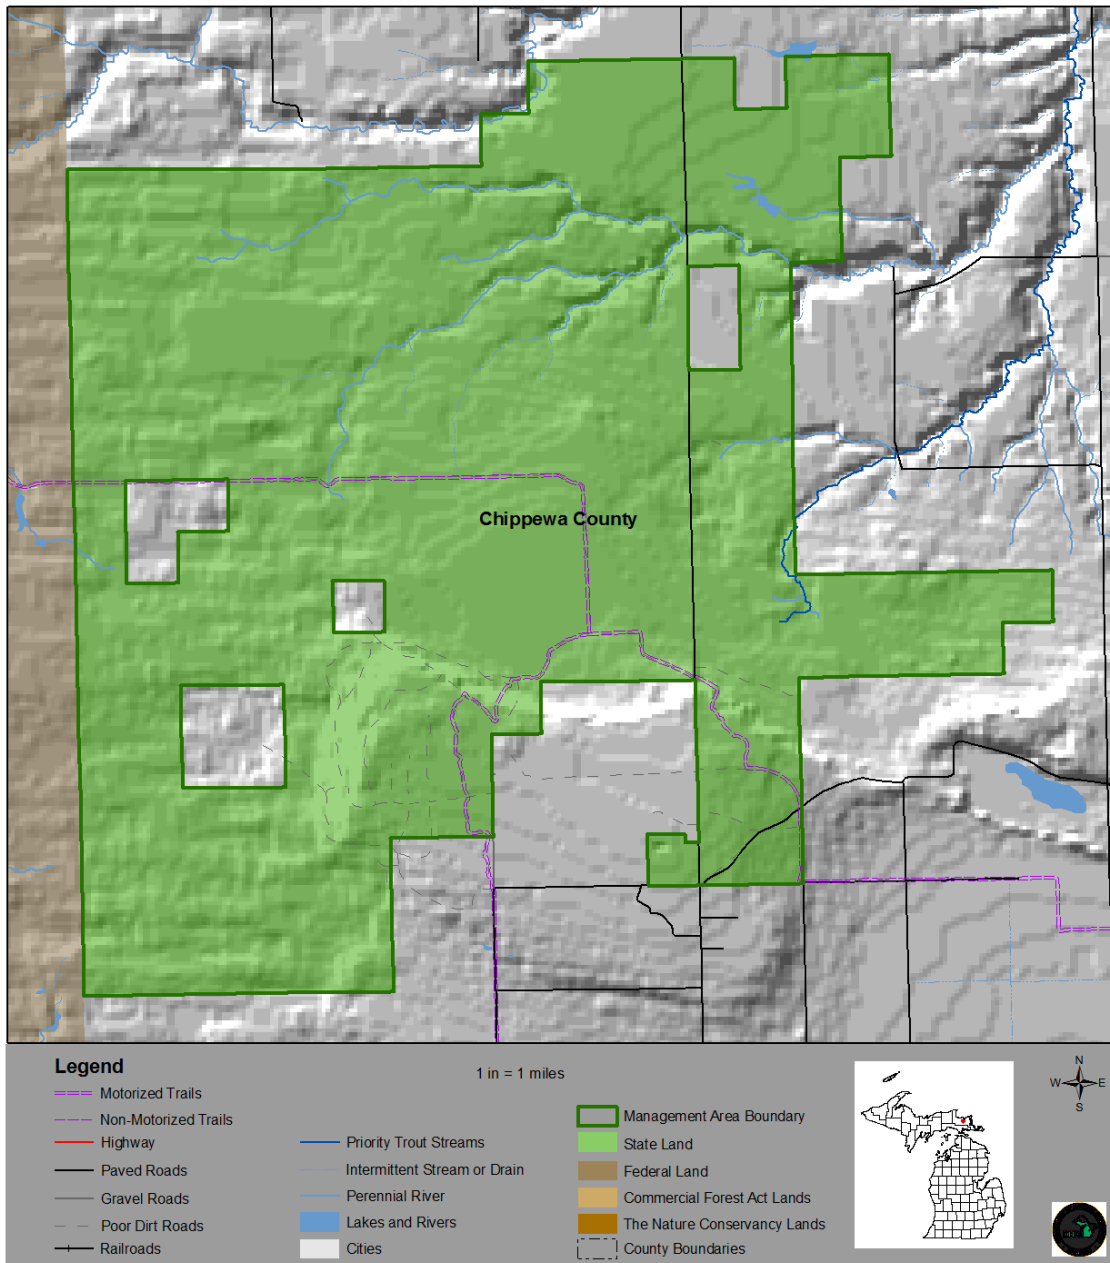 Chippewa County
Legend
Motorized Trails
Non-Motorized Trails
Highway
Paved Roads
Gravel Roads
Poor Dirt Roads
Railroads
1 in = 1 miles
Priority Trout Streams
Intermittent Stream or Drain
Perennial River
Lakes and Rivers
Cities
Management Area Boundary
State Land
Federal Land
Commercial Forest Act Lands
The Nature Conservancy Lands
County Boundaries
N
W E
S